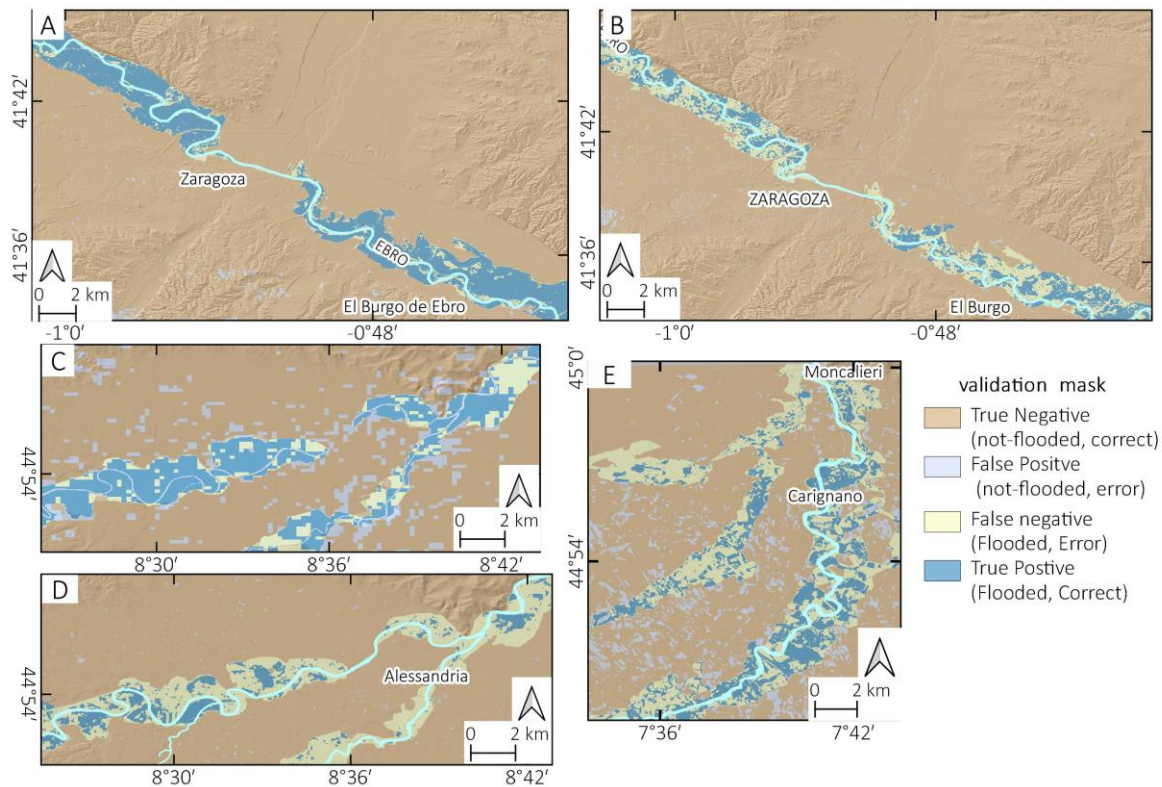 A
41°42'
41°36'
Zaragoza
EBRO
El Burgo de Ebro
0 2 km
-1°0'
-0°48'
B
RO
41°42'
41°36'
ZARAGOZA
El Burgo
0 2 km
-1°0'
-0°48'
C
44°54'
0 2 km
8°30'
8°36'
8°42'
D
44°54'
Alessandria
0 2 km
8°30'
8°36'
8°42'
E
45°0'
44°54'
Moncalieri
Carignano
0 2 km
7°36'
7°42'
validation mask
True Negative
(not-flooded, correct)
False Positve
(not-flooded, error)
False negative
(Flooded, Error)
True Postive
(Flooded, Correct)